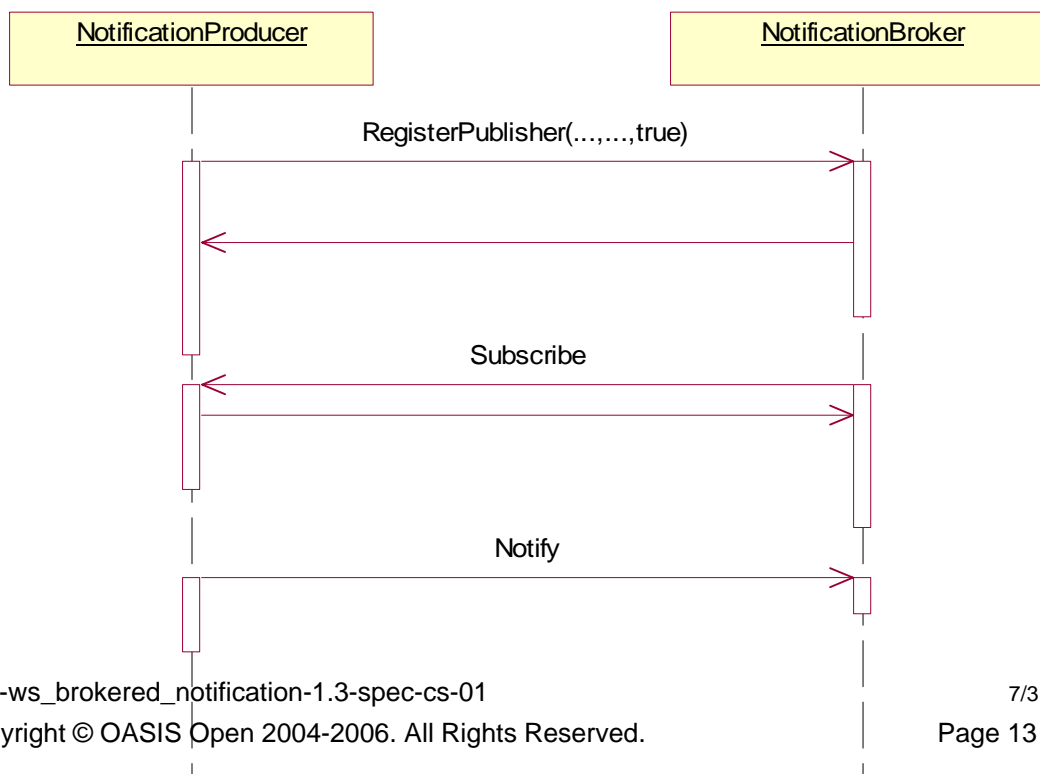 NotificationProducer NotificationBroker
RegisterPublisher(...,...,true)
Subscribe
Notify
-ws_brokered_notification-1.3-spec-cs-01 7/3
yright © OASIS Open 2004-2006. All Rights Reserved. Page 13